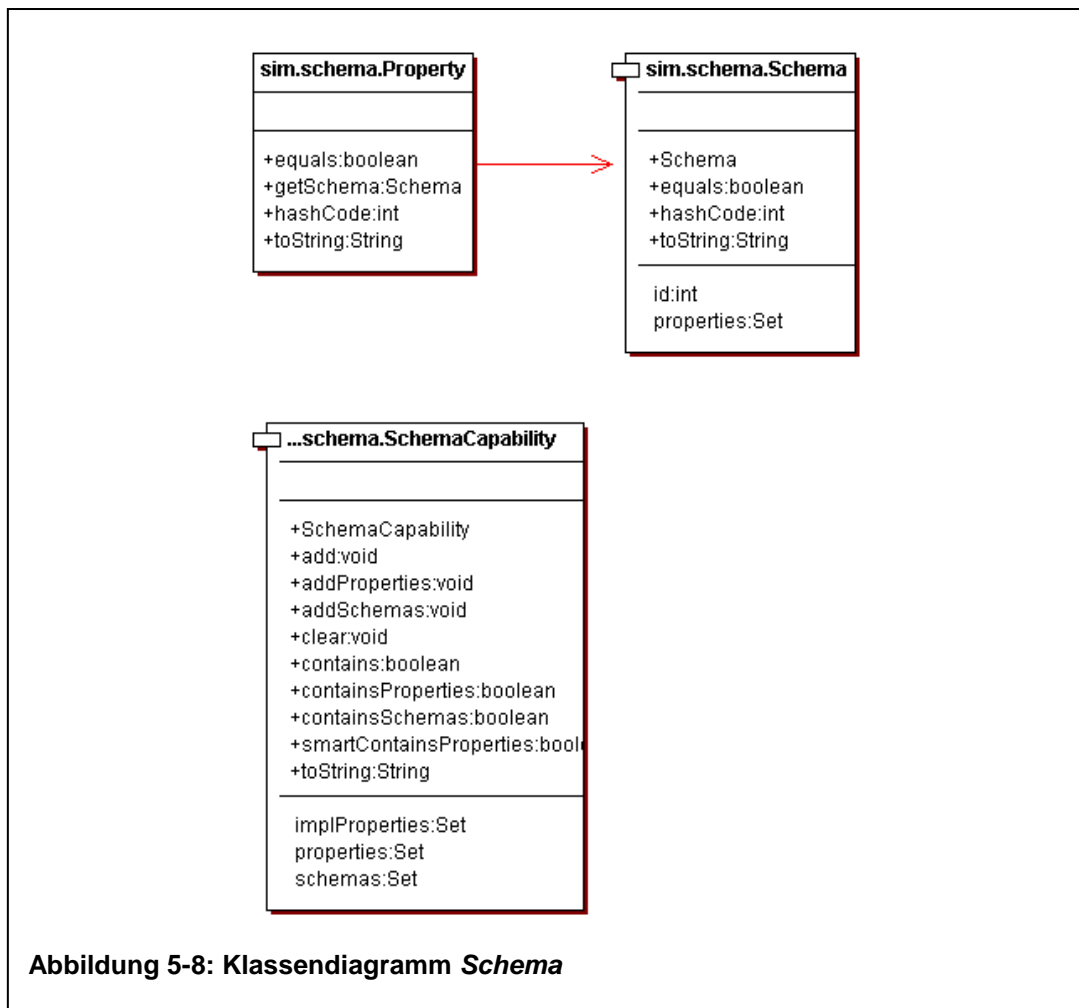 sim.schema.Property
+equals:boolean
+getSchema:Schema
+hashCode:int
+toString:String
sim.schema.Schema
+Schema
+equals:boolean
+hashCode:int
+toString:String
id:int
properties:Set
...schema.SchemaCapability
+SchemaCapability
+add:void
+addProperties:void
+addSchemas:void
+clear:void
+contains:boolean
+containsProperties:boolean
+containsSchemas:boolean
+smartContainsProperties:bool
+toString:String
implProperties:Set
properties:Set
schemas:Set
Abbildung 5-8: Klassendiagramm Schema